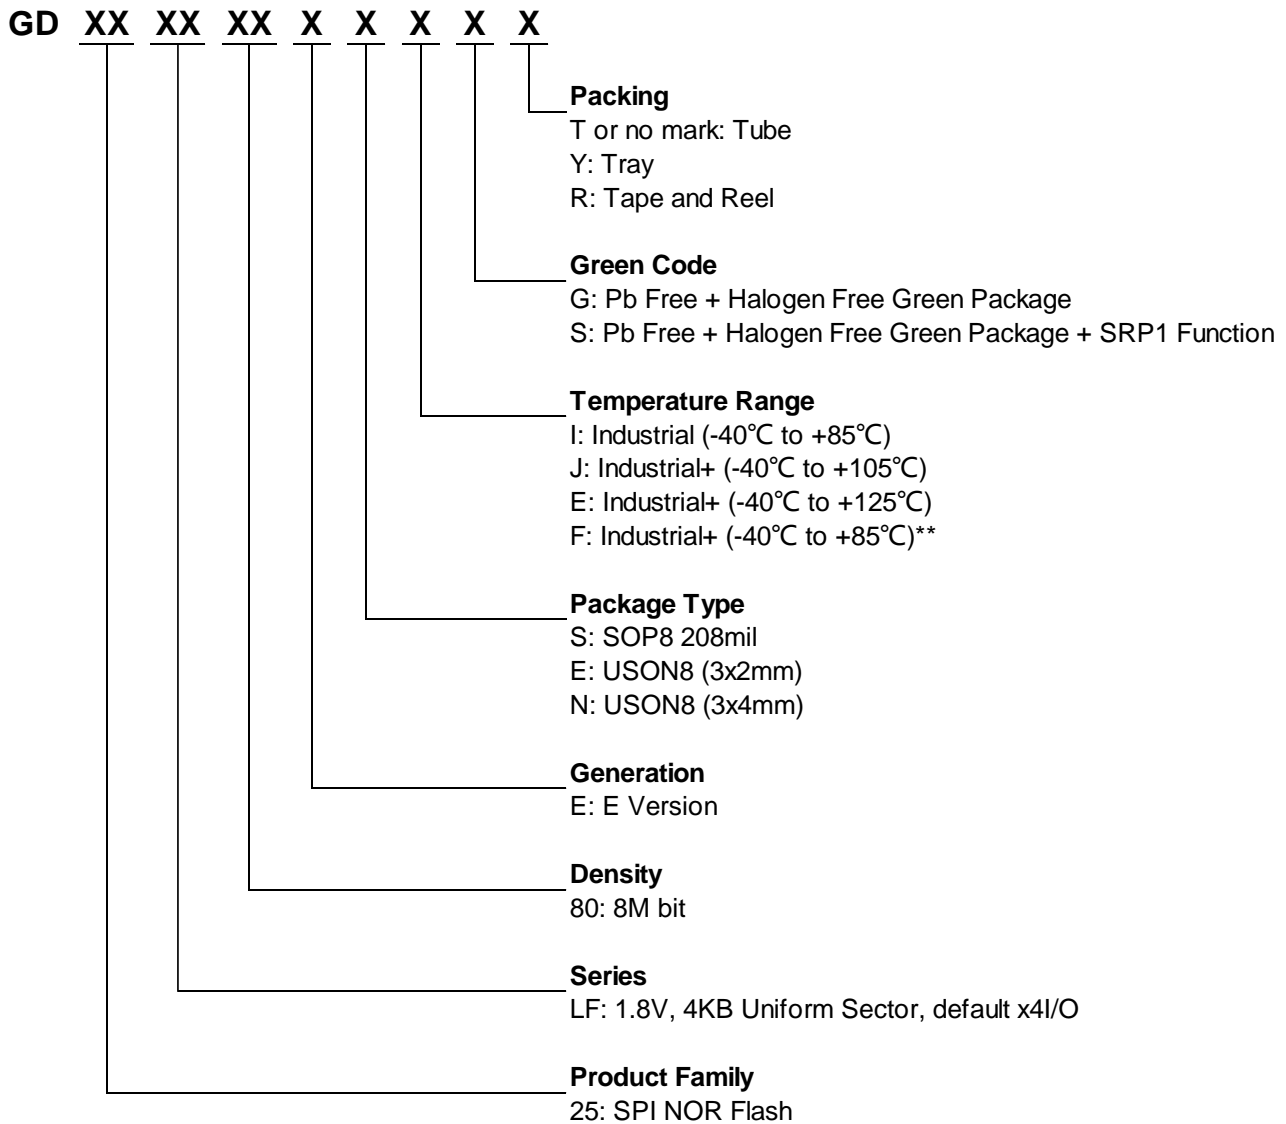 GD XX XX XX X X X X X
Packing
T or no mark: Tube
Y: Tray
R: Tape and Reel
Green Code
G: Pb Free + Halogen Free Green Package
S: Pb Free + Halogen Free Green Package + SRP1 Function
Temperature Range
I: Industrial (-40℃ to +85℃)
J: Industrial+ (-40℃ to +105℃)
E: Industrial+ (-40℃ to +125℃)
F: Industrial+ (-40℃ to +85℃)**
Package Type
S: SOP8 208mil
E: USON8 (3x2mm)
N: USON8 (3x4mm)
Generation
E: E Version
Density
80: 8M bit
Series
LF: 1.8V, 4KB Uniform Sector, default x4I/O
Product Family
25: SPI NOR Flash